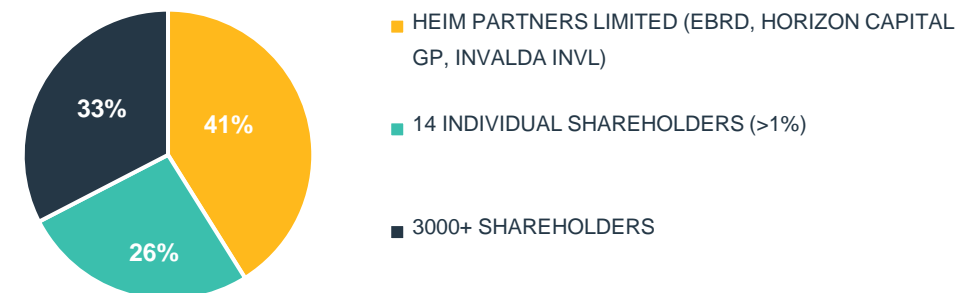 HEIM PARTNERS LIMITED (EBRD, HORIZON CAPITAL
GP, INVALDA INVL)
33%
41%
14 INDIVIDUAL SHAREHOLDERS (>1%)
3000+ SHAREHOLDERS
26%